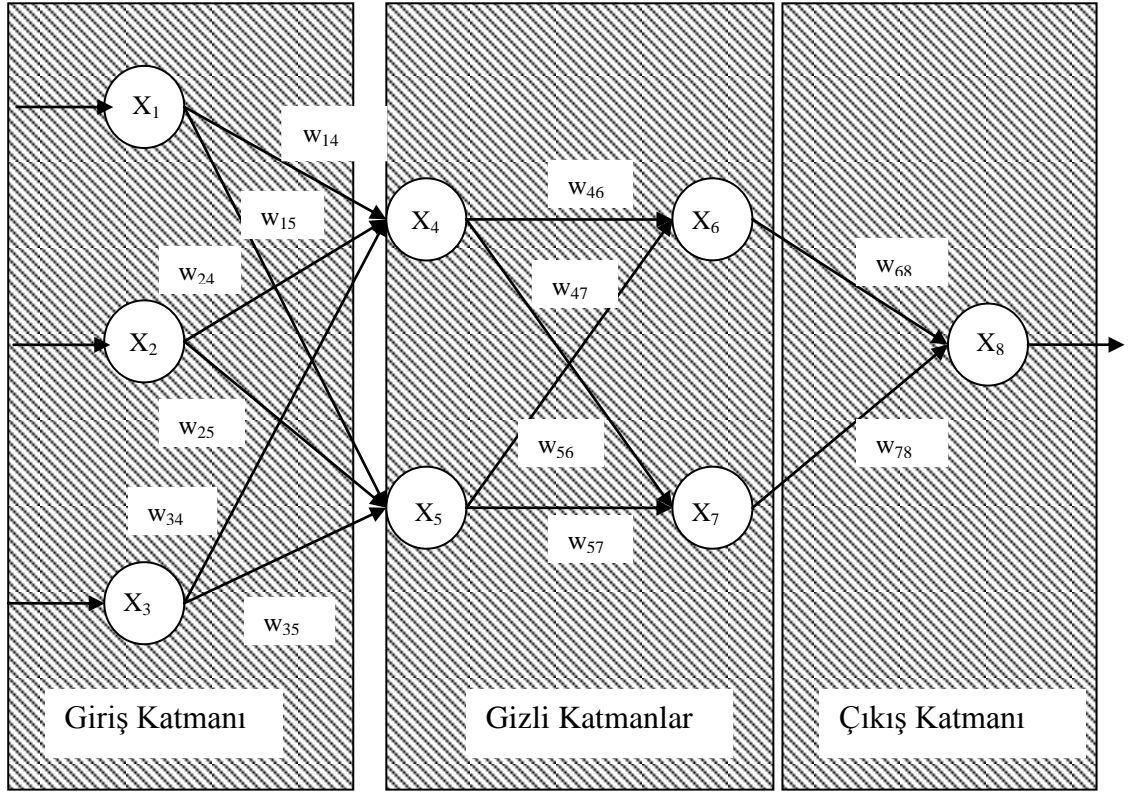 X₁
w₁₄
w₁₅
w₂₄
X₂
w₂₅
w₃₄
X₃
w₃₅
Giriş Katmanı
X₄
w₄₆
X₆
w₄₇
w₅₆
X₅
w₅₇
X₇
Gizli Katmanlar
w₆₈
X₈
w₇₈
Çıkış Katmanı